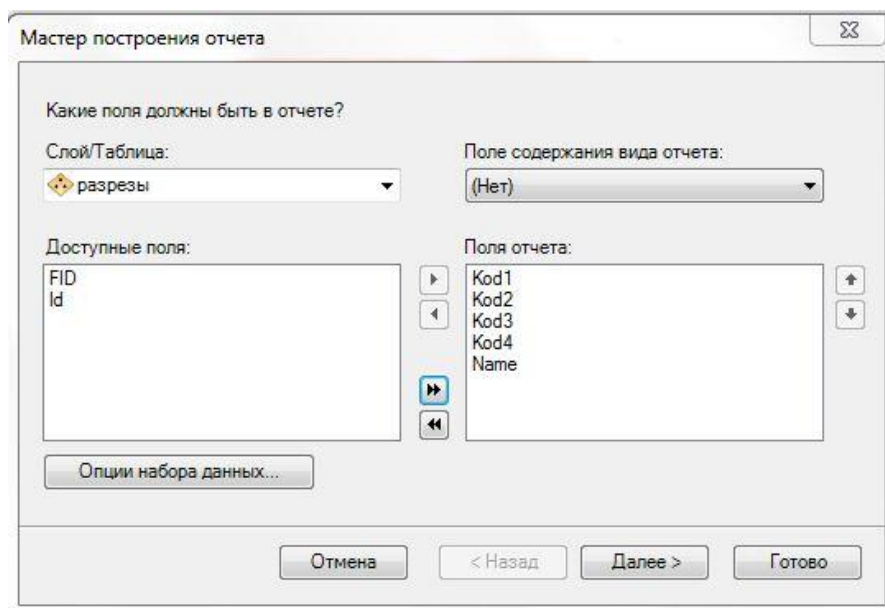 Мастер построения отчета
Какие поля должны быть в отчете?
Слой/Таблица:
разрезы
Поле содержания вида отчета:
(Нет)
Доступные поля:
FID
Id
Поля отчета:
Kod1
Kod2
Kod3
Kod4
Name
Опции набора данных...
Отмена
< Назад
Далее >
Готово